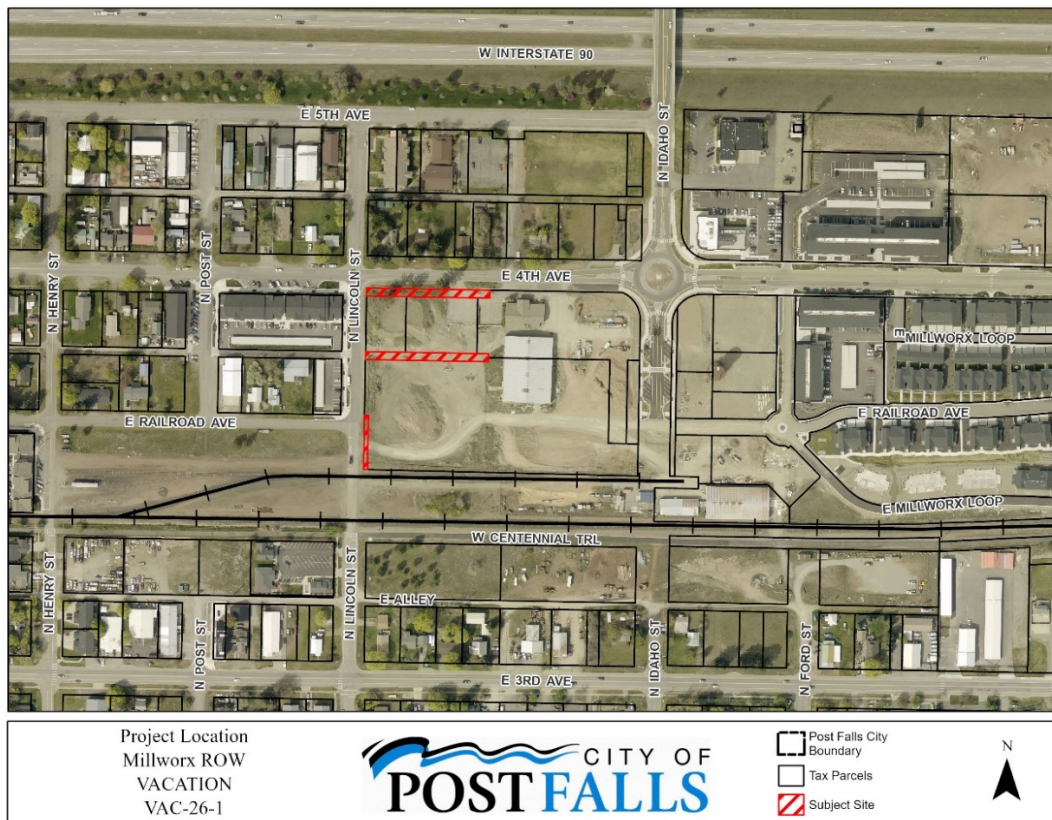 W INTERSTATE 90
E 5TH AVE
N IDAHO ST
N HENRY ST
N POST ST
N LINCOLN ST
E 4TH AVE
E MILLWORX LOOP
E RAILROAD AVE
E RAILROAD AVE
E MILLWORX LOOP
W CENTENNIAL TRL
N HENRY ST
N LINCOLN ST
E ALLEY
N POST ST
N IDAHO ST
N FORD ST
E 3RD AVE
Project Location
Millworx ROW
VACATION
VAC-26-1
CITY OF
POST FALLS
Post Falls City
Boundary
Tax Parcels
Subject Site
N